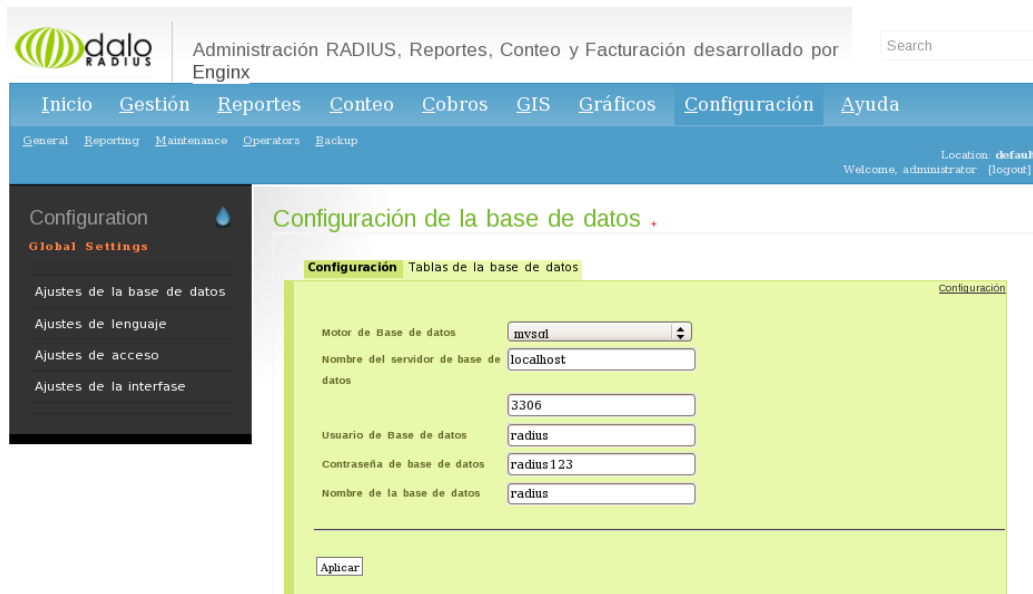 dalo
RADIUS
Administración RADIUS, Reportes, Conteo y Facturación desarrollado por
Enginx
Search
Inicio Gestión Reportes Conteo Cobros GIS Gráficos Configuración Ayuda
General Reporting Maintenance Operators Backup
Location: default
Welcome, administrator [logout]
Configuration
Global Settings
Ajustes de la base de datos
Ajustes de lenguaje
Ajustes de acceso
Ajustes de la interfase
Configuración de la base de datos +
Configuración Tablas de la base de datos
Configuración
Motor de Base de datos mysql
Nombre del servidor de base de localhost
datos
3306
Usuario de Base de datos radius
Contraseña de base de datos radius123
Nombre de la base de datos radius
Aplicar